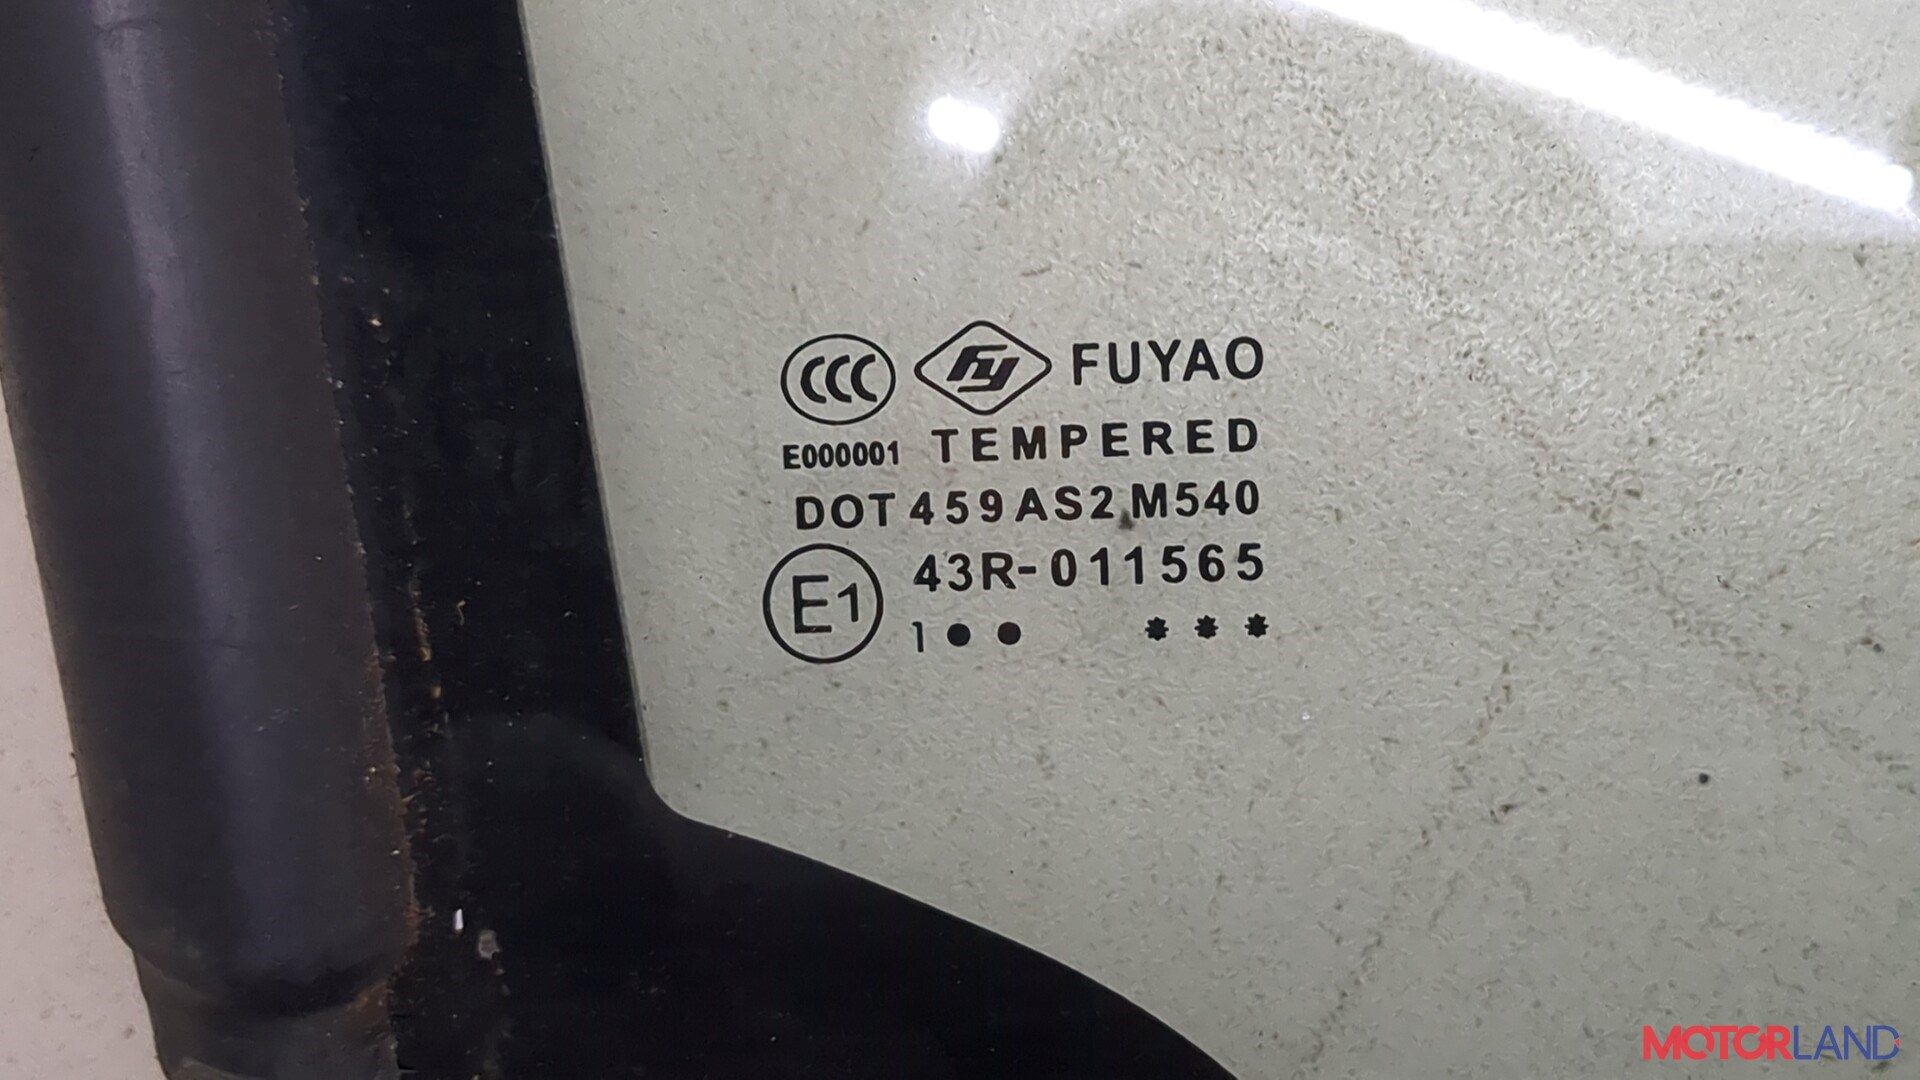 CCC fy FUYAO
E000001 TEMPERED
DOT 459 AS2 M540
E1 43R-011565
1 ● ● * * *
MOTORLAND